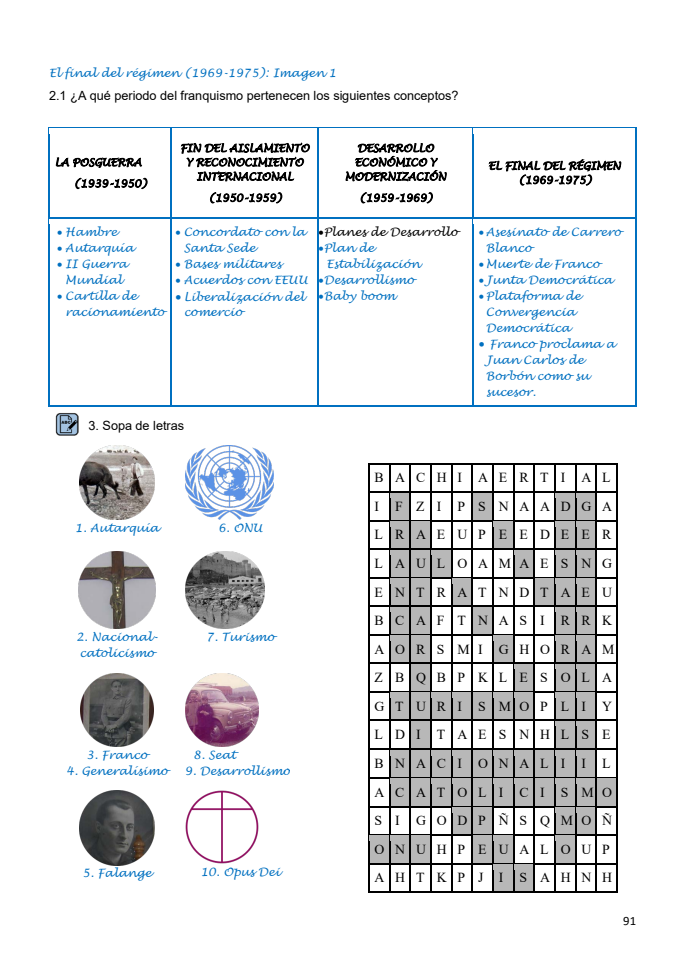 El final del régimen (1969-1975): Imagen 1
2.1 ¿A qué periodo del franquismo pertenecen los siguientes conceptos?
LA POSGUERRA
(1939-1950)
FIN DEL AISLAMIENTO
Y RECONOCIMIENTO
INTERNACIONAL
(1950-1959)
DESARROLLO
ECONÓMICO Y
MODERNIZACIÓN
(1959-1969)
EL FINAL DEL RÉGIMEN
(1969-1975)
• Hambre
• Autarquía
• II Guerra
Mundial
• Cartilla de
racionamiento
• Concordato con la
Santa Sede
• Bases militares
• Acuerdos con EEUU
• Liberalización del
comercio
•Planes de Desarrollo
•Plan de
Estabilización
•Desarrollismo
•Baby boom
• Asesinato de Carrero
Blanco
• Muerte de Franco
• Junta Democrática
• Plataforma de
Convergencia
Democrática
• Franco proclama a
Juan Carlos de
Borbón como su
sucesor.
3. Sopa de letras
1. Autarquía
6. ONU
2. Nacional-
catolicismo
7. Turismo
3. Franco
4. Generalísimo
8. Seat
9. Desarrollismo
5. Falange
10. Opus Dei
B A C H I A E R T I A L
I F Z I P S N A A D G A
L R A E U P E E D E E R
L A U L O A M A E S N G
E N T R A T N D T A E U
B C A F T N A S I R R K
A O R S M I G H O R A M
Z B Q B P K L E S O L A
G T U R I S M O P L I Y
L D I T A E S N H L S E
B N A C I O N A L I I L
A C A T O L I C I S M O
S I G O D P Ñ S Q M O Ñ
O N U H P E U A L O U P
A H T K P J I S A H N H
91